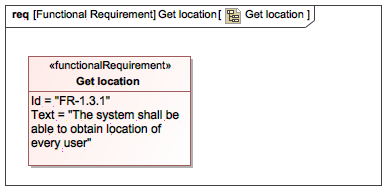 req [Functional Requirement] Get location[ Get location ]
«functionalRequirement»
Get location
Id = "FR-1.3.1"
Text = "The system shall be
able to obtain location of
every user"